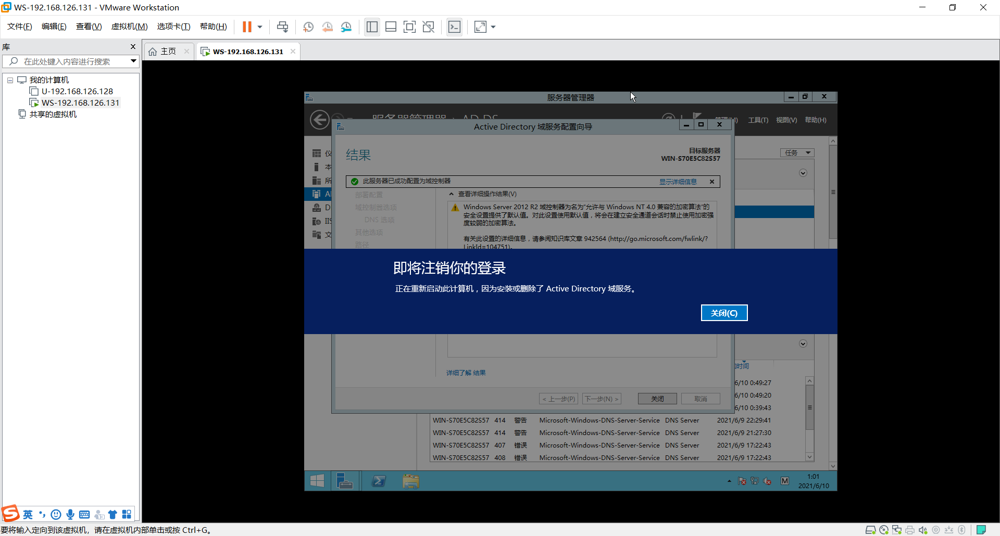 WS-192.168.126.131 - VMware Workstation
文件(F) 编辑(E) 查看(V) 虚拟机(M) 选项卡(T) 帮助(H)
库
在此处键入内容进行搜索
我的计算机
U-192.168.126.128
WS-192.168.126.131
共享的虚拟机
主页
WS-192.168.126.131
服务器管理器
工具(T) 视图(V) 帮助(H)
Active Directory 域服务配置向导
结果
目标服务器
WIN-S70E5C82S57
任务
此服务器已成功配置为域控制器
显示详细信息
部署配置
域控制器选项
DNS 选项
其他选项
路径
查看详细操作结果(V)
Windows Server 2012 R2 域控制器为名为"允许与 Windows NT 4.0 兼容的加密算法"的
安全设置提供了默认值。对此设置使用默认值，将会在建立安全通道会话时禁止使用加密强
度较弱的加密算法。
有关此设置的详细信息，请参阅知识库文章 942564 (http://go.microsoft.com/fwlink/?
LinkId=104751)。
即将注销你的登录
正在重新启动此计算机，因为安装或删除了 Active Directory 域服务。
关闭(C)
详细了解 结果
< 上一步(P) 下一步(N) > 关闭 取消
时间
6/10 0:49:27
6/10 0:49:20
6/10 0:39:43
WIN-S70E5C82S57 414 警告 Microsoft-Windows-DNS-Server-Service DNS Server 2021/6/9 22:29:41
WIN-S70E5C82S57 414 警告 Microsoft-Windows-DNS-Server-Service DNS Server 2021/6/9 21:27:30
WIN-S70E5C82S57 407 错误 Microsoft-Windows-DNS-Server-Service DNS Server 2021/6/9 17:22:43
WIN-S70E5C82S57 408 错误 Microsoft-Windows-DNS-Server-Service DNS Server 2021/6/9 17:22:43
M
1:01
2021/6/10
英
要将输入定向到该虚拟机，请在虚拟机内部单击或按 Ctrl+G。